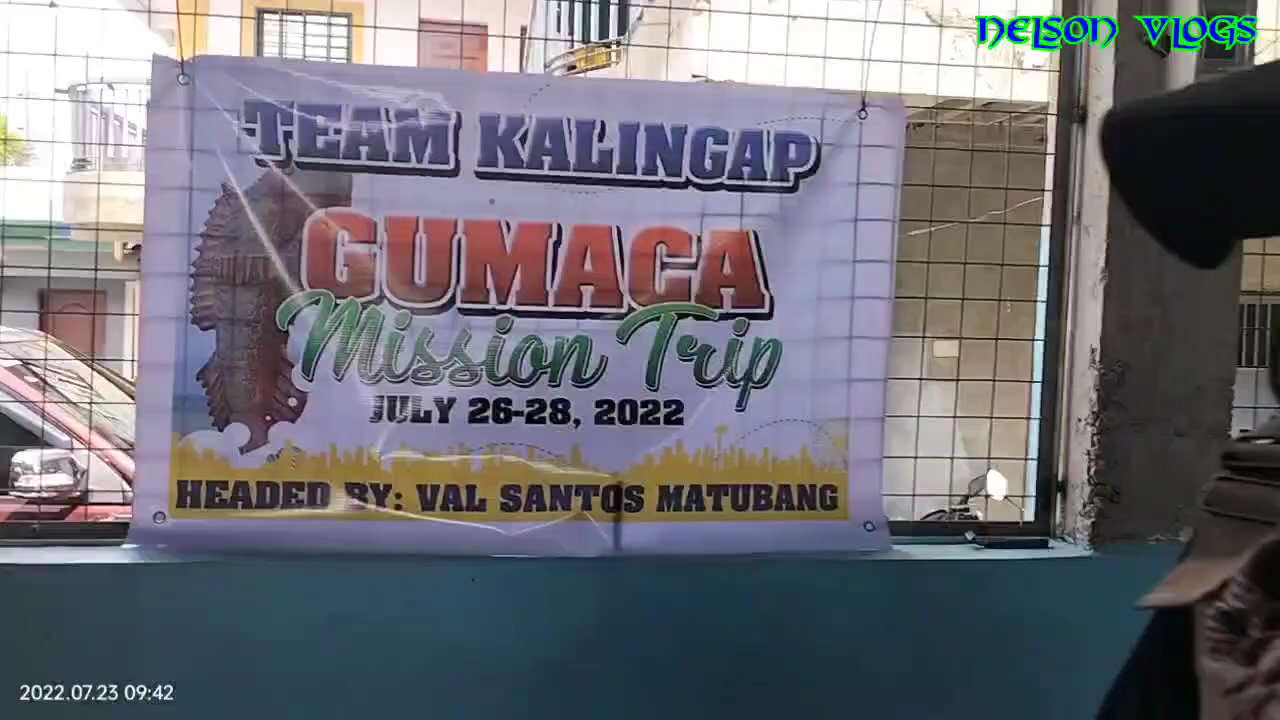 NELSON VLOGS
TEAM KALINGAP
GUMACA
Mission Trip
JULY 26-28, 2022
HEADED BY: VAL SANTOS MATUBANG
2022.07.23 09:42